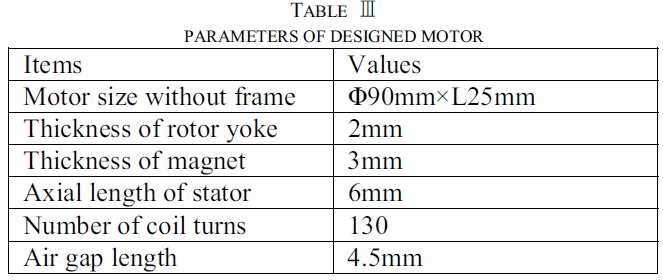 TABLE Ⅲ
PARAMETERS OF DESIGNED MOTOR
Items Values
Motor size without frame Φ90mm×L25mm
Thickness of rotor yoke 2mm
Thickness of magnet 3mm
Axial length of stator 6mm
Number of coil turns 130
Air gap length 4.5mm